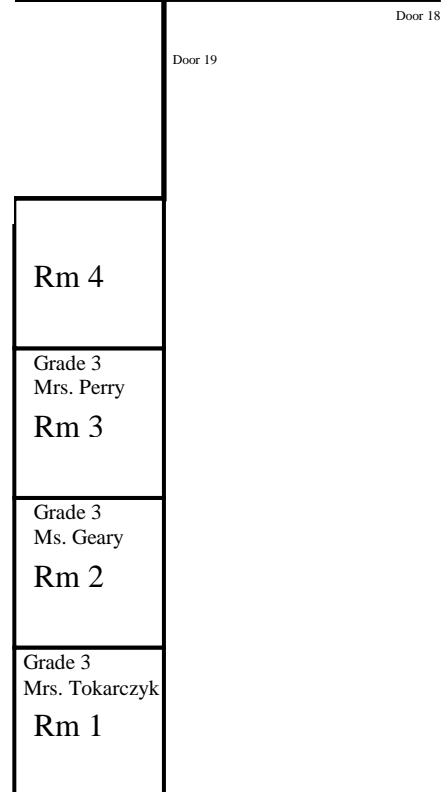 Door 18
Door 19
Rm 4
Grade 3
Mrs. Perry
Rm 3
Grade 3
Ms. Geary
Rm 2
Grade 3
Mrs. Tokarczyk
Rm 1